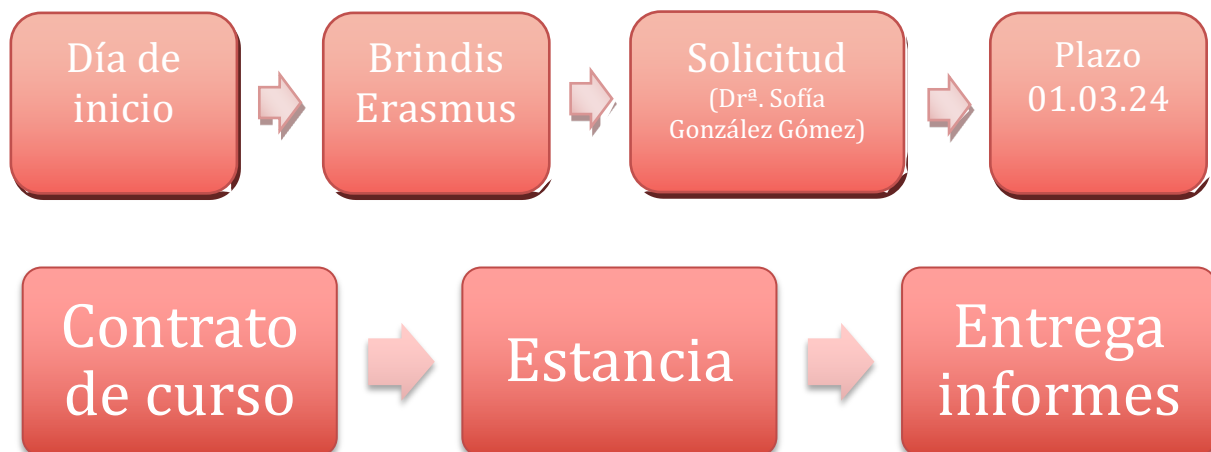 Día de
inicio
Brindis
Erasmus
Solicitud
(Drª. Sofía
González Gómez)
Plazo
01.03.24
Contrato
de curso
Estancia
Entrega
informes